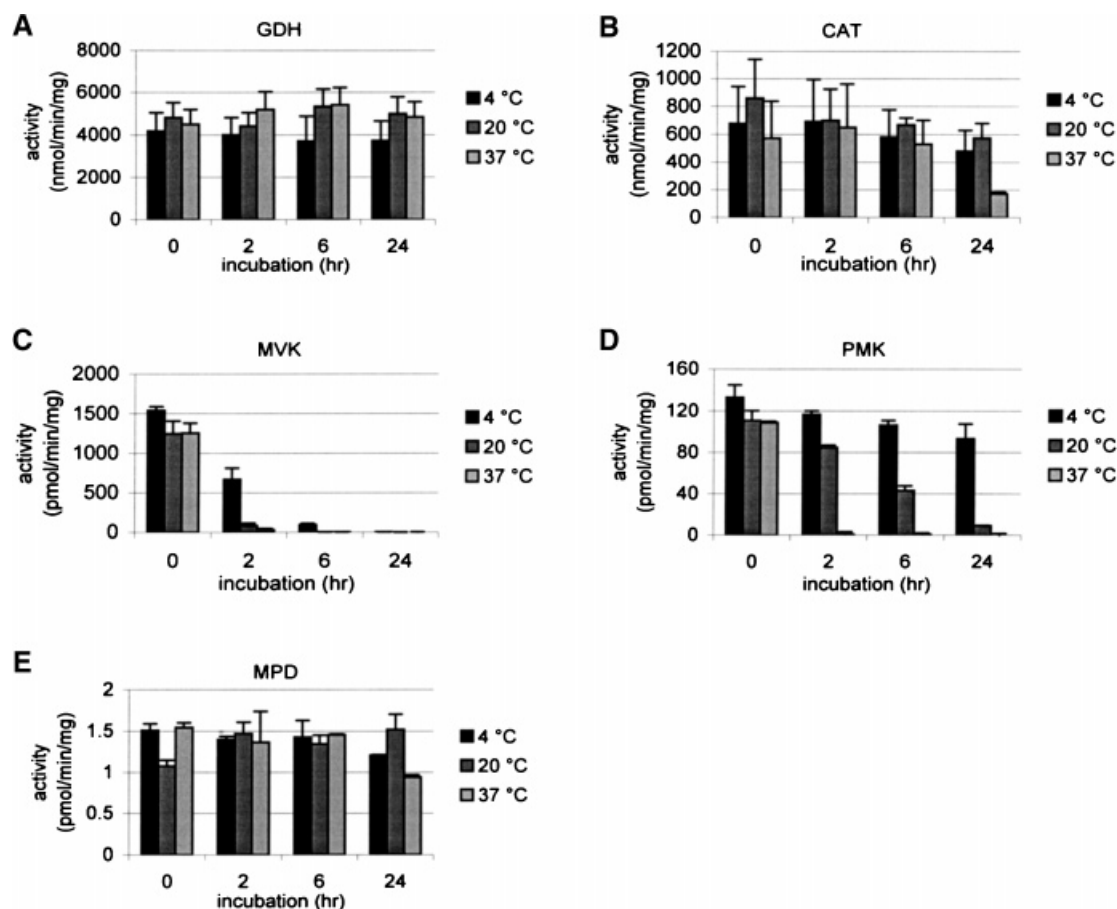 A
GDH
activity
(nmol/min/mg)
8000
6000
4000
2000
0
0 2 6 24
incubation (hr)
4 °C
20 °C
37 °C
B
CAT
activity
(nmol/min/mg)
1200
1000
800
600
400
200
0
0 2 6 24
incubation (hr)
4 °C
20 °C
37 °C
C
MVK
activity
(pmol/min/mg)
2000
1500
1000
500
0
0 2 6 24
incubation (hr)
4 °C
20 °C
37 °C
D
PMK
activity
(pmol/min/mg)
160
120
80
40
0
0 2 6 24
incubation (hr)
4 °C
20 °C
37 °C
E
MPD
activity
(pmol/min/mg)
2
1.5
1
0.5
0
0 2 6 24
incubation (hr)
4 °C
20 °C
37 °C